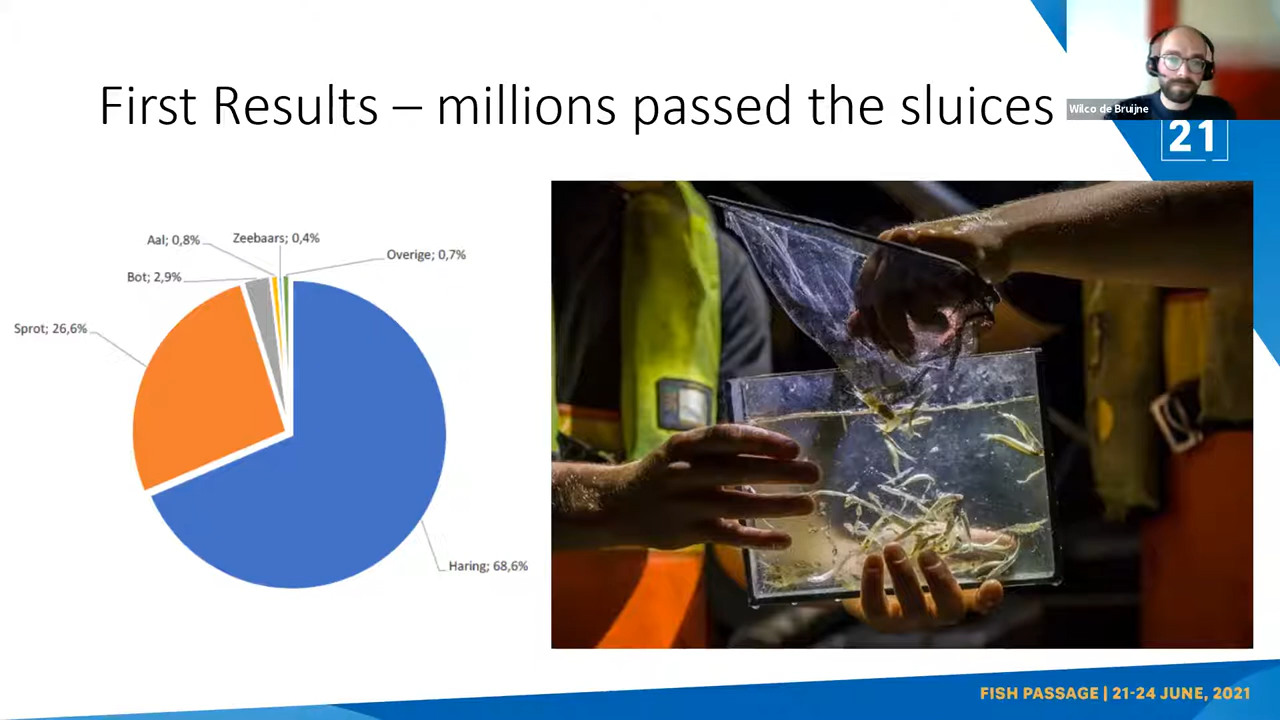 First Results – millions passed the sluices
Wilco de Bruijne
21
Aal; 0,8%
Zeebaars; 0,4%
Overige; 0,7%
Bot; 2,9%
Sprot; 26,6%
Haring; 68,6%
FISH PASSAGE | 21-24 JUNE, 2021